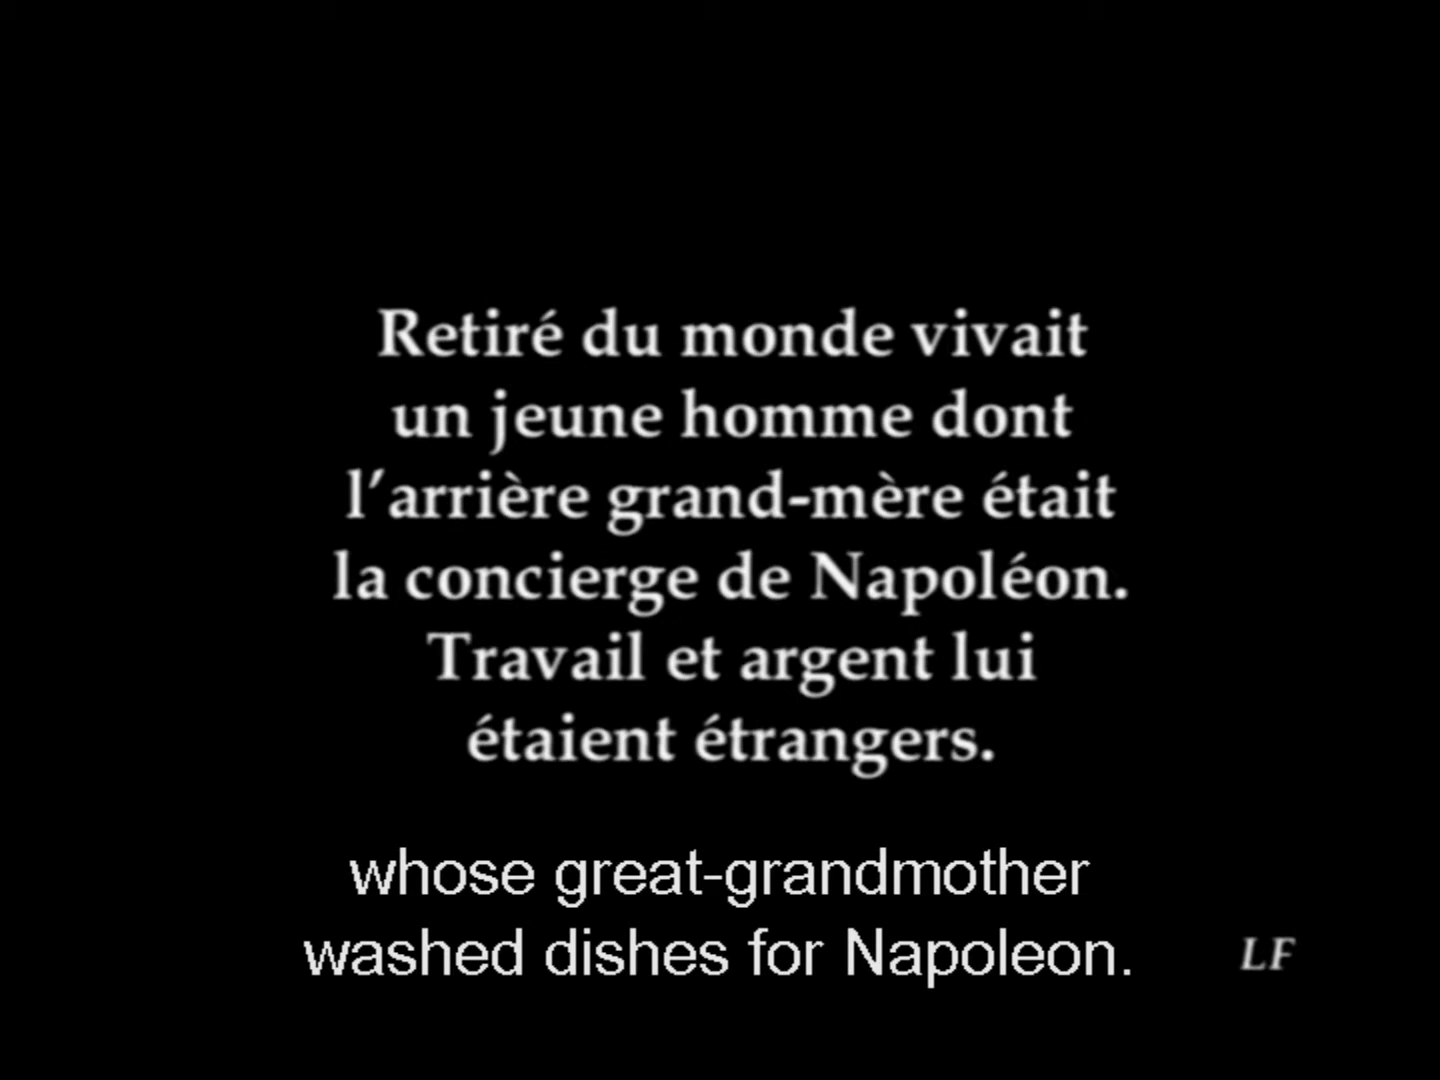 Retiré du monde vivait
un jeune homme dont
l’arrière grand-mère était
la concierge de Napoléon.
Travail et argent lui
étaient étrangers.
whose great-grandmother
washed dishes for Napoleon.
LF